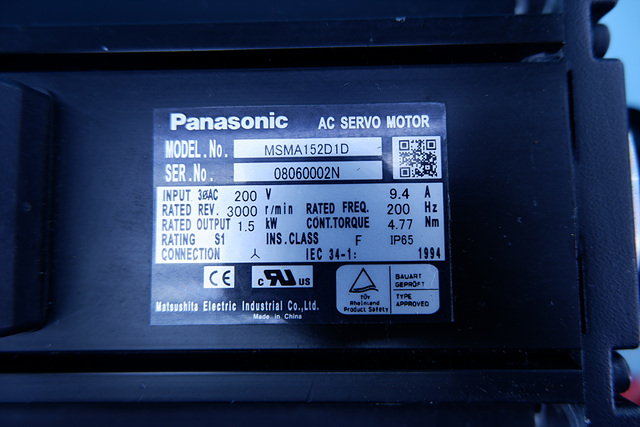 Panasonic AC SERVO MOTOR
MODEL.No. MSMA152D1D
SER.No. 08060002N
INPUT 3øAC 200 V 9.4 A
RATED REV. 3000 r/min RATED FREQ. 200 Hz
RATED OUTPUT 1.5 kW CONT.TORQUE 4.77 Nm
RATING S1 INS.CLASS F IP65
CONNECTION IEC 34-1: 1994
CE c RU US
TÜV
Rheinland
Product Safety
BAUART
GEPRÜFT
TYPE
APPROVED
Matsushita Electric Industrial Co.,Ltd.
Made in China